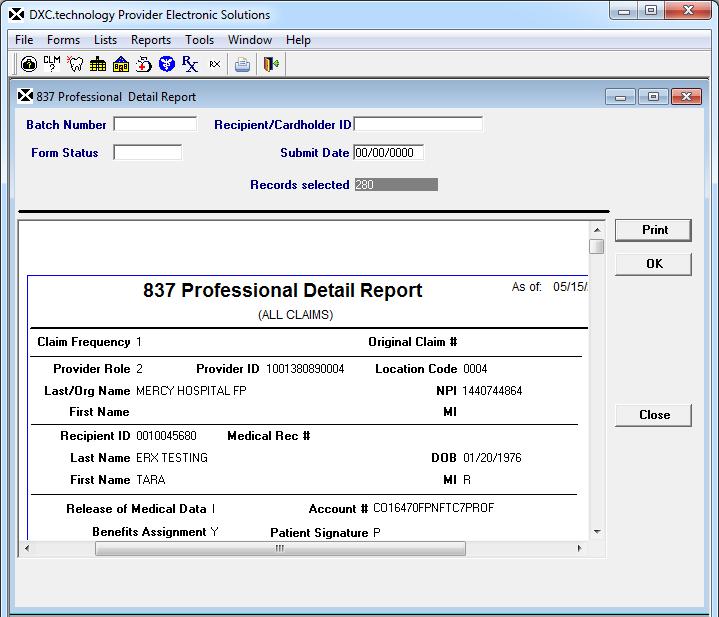 DXC.technology Provider Electronic Solutions
File Forms Lists Reports Tools Window Help
CLM ? Rx RX
837 Professional Detail Report
Batch Number Recipient/Cardholder ID
Form Status Submit Date 00/00/0000
Records selected 280
Print
OK
837 Professional Detail Report As of: 05/15/
(ALL CLAIMS)
Claim Frequency 1 Original Claim #
Provider Role 2 Provider ID 1001380890004 Location Code 0004
Last/Org Name MERCY HOSPITAL FP NPI 1440744864
First Name MI
Close
Recipient ID 0010045680 Medical Rec #
Last Name ERX TESTING DOB 01/20/1976
First Name TARA MI R
Release of Medical Data I Account # CO16470FPNFTC7PROF
Benefits Assignment Y Patient Signature P